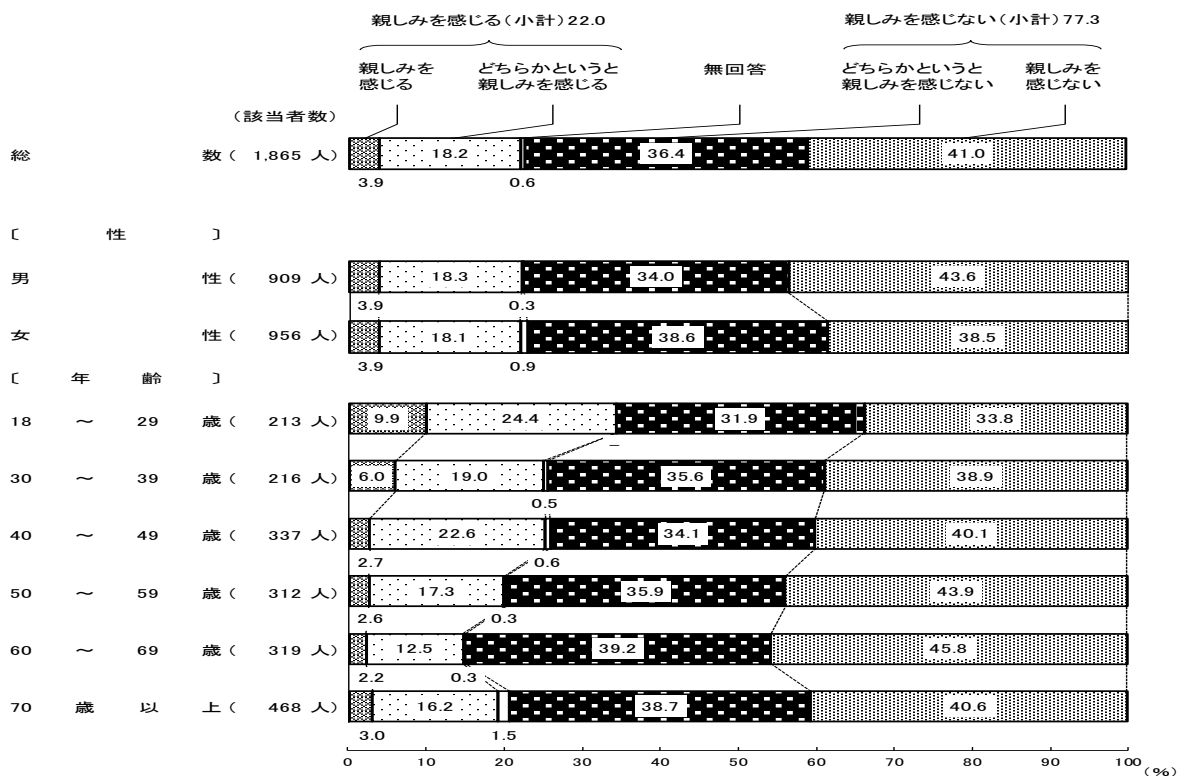 親しみを感じる(小計)22.0 親しみを感じない(小計)77.3
親しみを どちらかというと 無回答 どちらかというと 親しみを
感じる 親しみを感じる 親しみを感じない 感じない
(該当者数)
総 数( 1,865 人) 18.2 36.4 41.0
3.9 0.6
〔 性 〕
男 性( 909 人) 18.3 34.0 43.6
3.9 0.3
女 性( 956 人) 18.1 38.6 38.5
3.9 0.9
〔 年 齢 〕
18 ~ 29 歳( 213 人) 9.9 24.4 31.9 33.8
-
30 ~ 39 歳( 216 人) 6.0 19.0 35.6 38.9
0.5
40 ~ 49 歳( 337 人) 22.6 34.1 40.1
2.7 0.6
50 ~ 59 歳( 312 人) 17.3 35.9 43.9
2.6 0.3
60 ~ 69 歳( 319 人) 12.5 39.2 45.8
2.2 0.3
70 歳 以 上( 468 人) 16.2 38.7 40.6
3.0 1.5
0 10 20 30 40 50 60 70 80 90 100
(%)